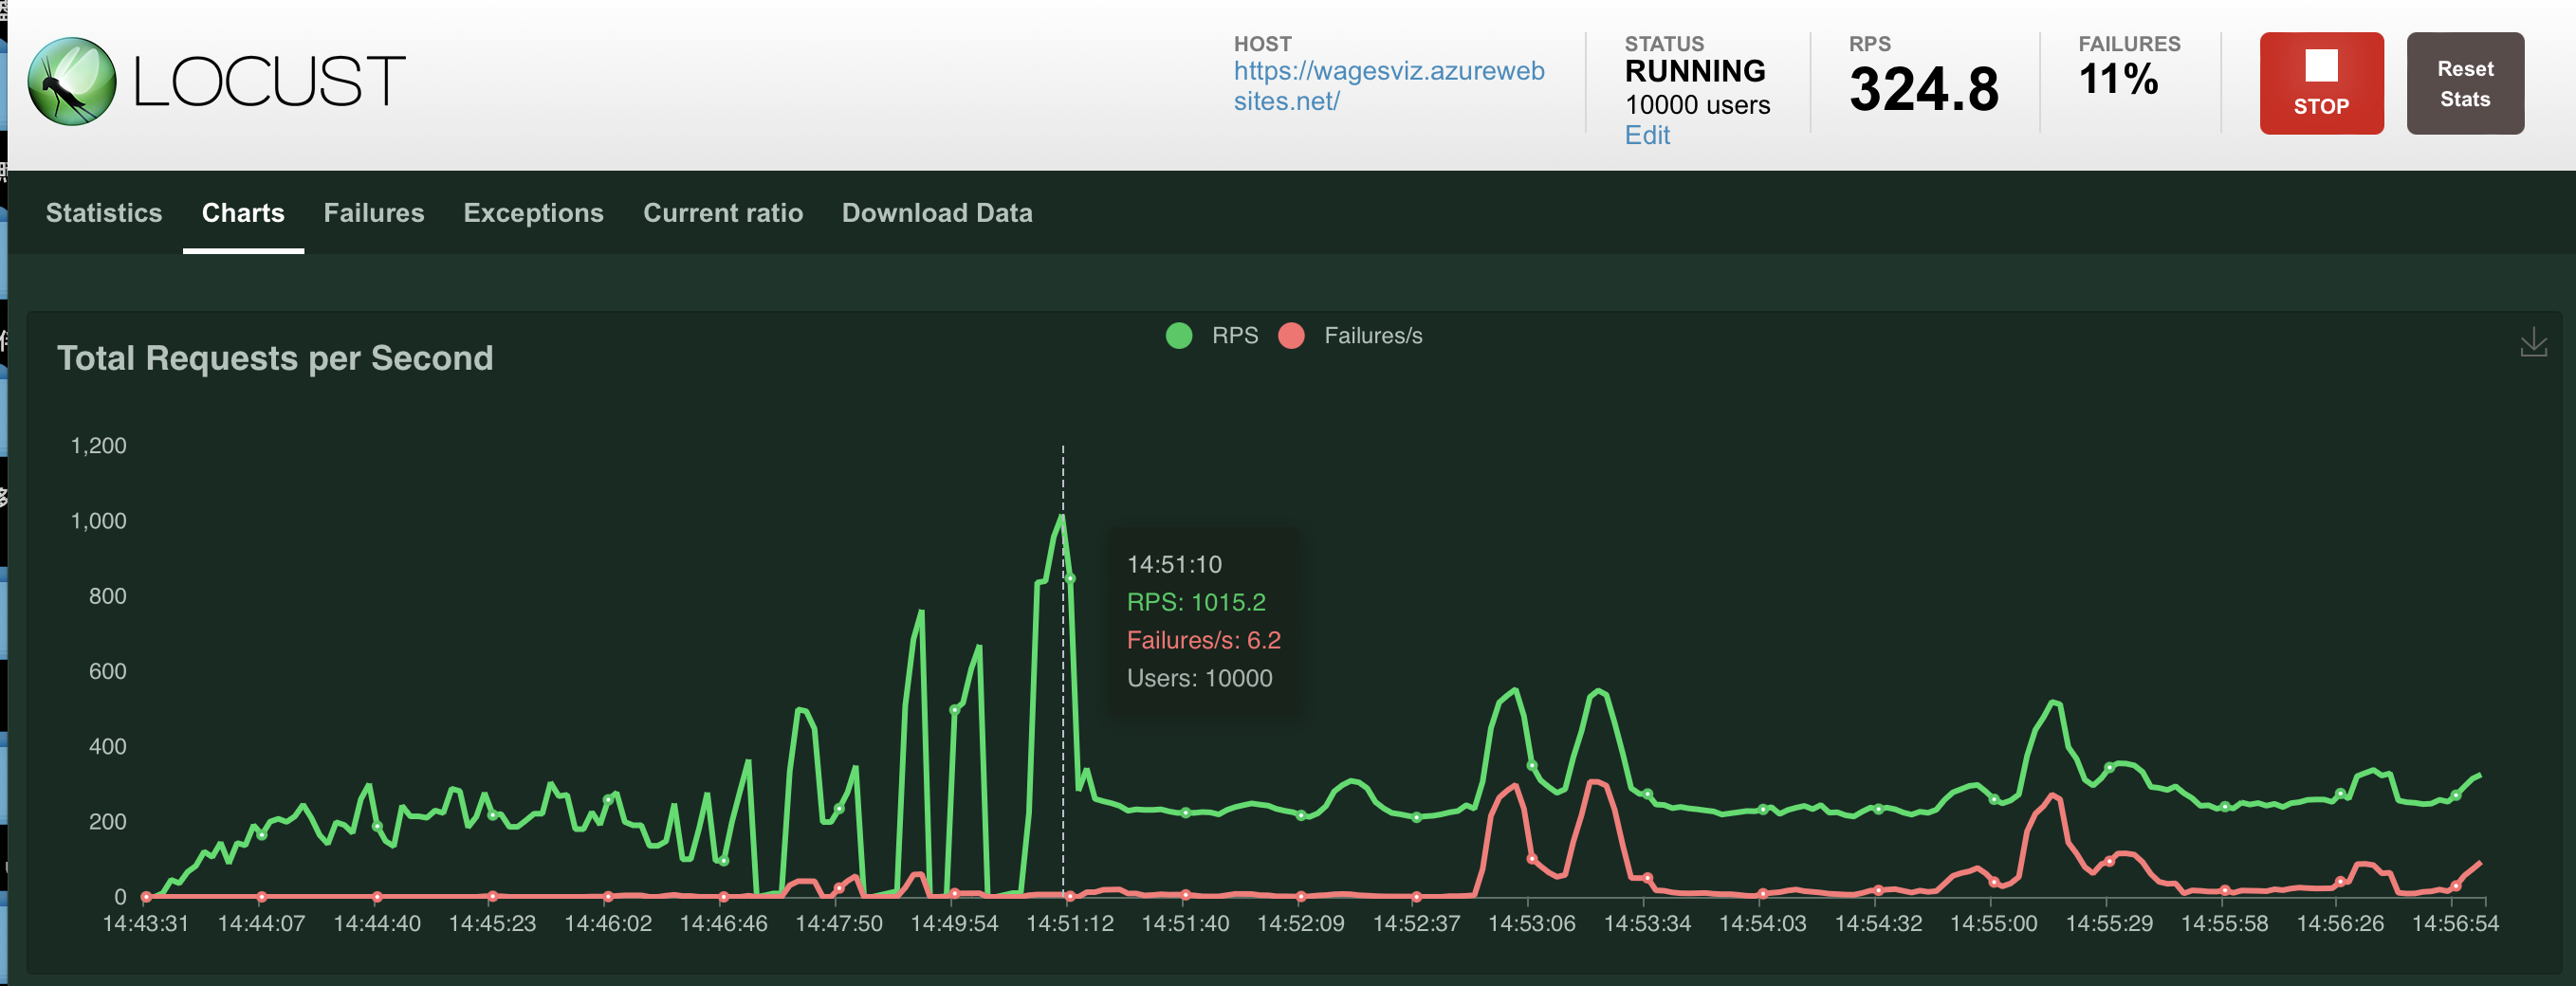 LOCUST
HOST
https://wagesviz.azureweb
sites.net/
STATUS
RUNNING
10000 users
Edit
RPS
324.8
FAILURES
11%
STOP
Reset
Stats
Statistics Charts Failures Exceptions Current ratio Download Data
RPS Failures/s
Total Requests per Second
1,200
1,000
800
600
400
200
0
14:51:10
RPS: 1015.2
Failures/s: 6.2
Users: 10000
14:43:31 14:44:07 14:44:40 14:45:23 14:46:02 14:46:46 14:47:50 14:49:54 14:51:12 14:51:40 14:52:09 14:52:37 14:53:06 14:53:34 14:54:03 14:54:32 14:55:00 14:55:29 14:55:58 14:56:26 14:56:54